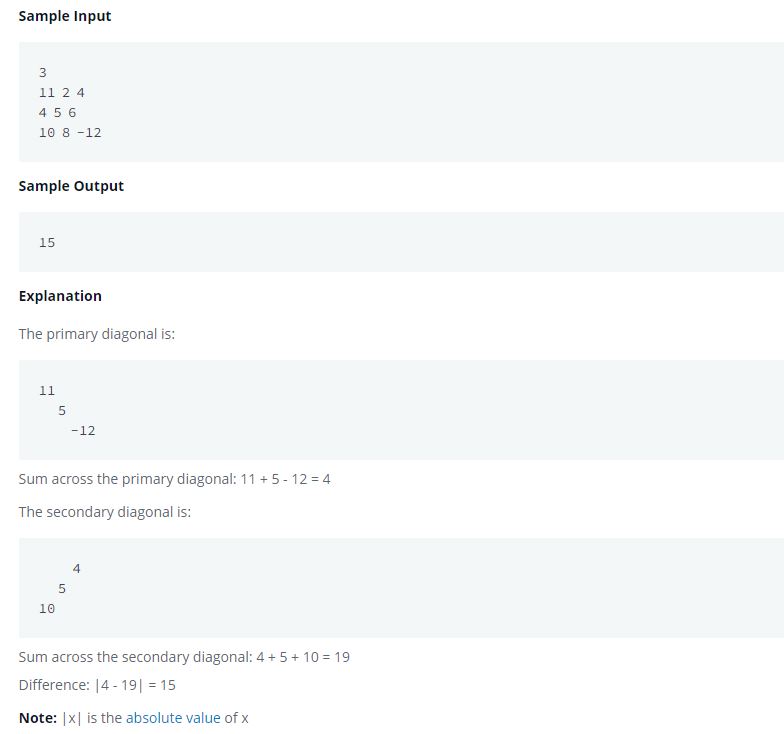 Sample Input
3
11 2 4
4 5 6
10 8 -12
Sample Output
15
Explanation
The primary diagonal is:
11
5
-12
Sum across the primary diagonal: 11 + 5 - 12 = 4
The secondary diagonal is:
4
5
10
Sum across the secondary diagonal: 4 + 5 + 10 = 19
Difference: |4 - 19| = 15
Note: |x| is the absolute value of x